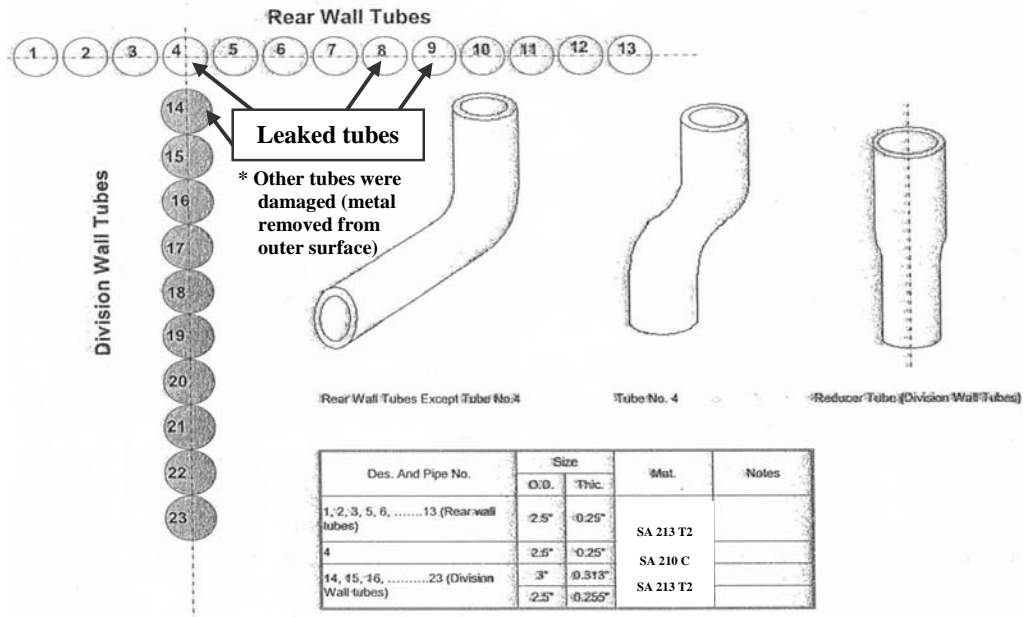 Rear Wall Tubes
1 2 3 4 5 6 7 8 9 10 11 12 13
14
15
16
17
18
19
20
21
22
23
Division Wall Tubes
Leaked tubes
* Other tubes were
damaged (metal
removed from
outer surface)
Rear Wall Tubes Except Tube No.4
Tube No. 4
Reducer Tube (Division Wall Tubes)
Des. And Pipe No. Size Mat. Notes
O.D. Thic.
1, 2, 3, 5, 6, .......13 (Rear wall
tubes) 2.5" 0.25" SA 213 T2
4 2.5" 0.25" SA 210 C
14, 15, 16, ..........23 (Division
Wall tubes) 3" 0.313" SA 213 T2
2.5" 0.255"